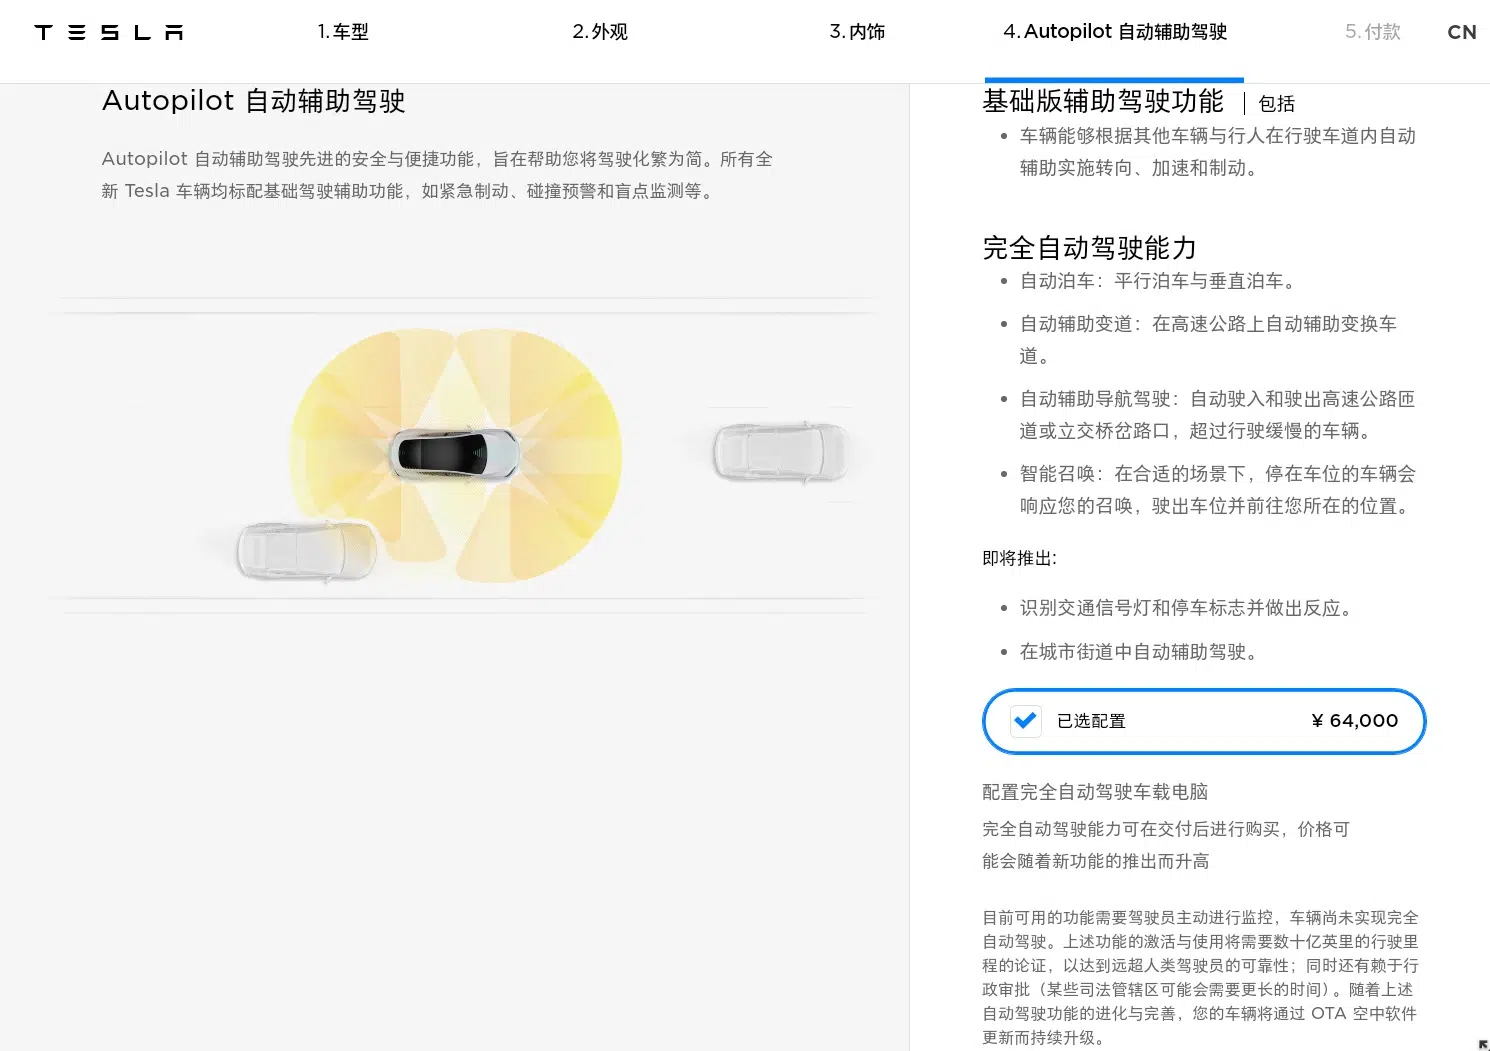 TESLA
1.车型
2.外观
3.内饰
4.Autopilot 自动辅助驾驶
5.付款
CN
Autopilot 自动辅助驾驶
Autopilot 自动辅助驾驶先进的安全与便捷功能，旨在帮助您将驾驶化繁为简。所有全
新 Tesla 车辆均标配基础驾驶辅助功能，如紧急制动、碰撞预警和盲点监测等。
基础版辅助驾驶功能 | 包括
• 车辆能够根据其他车辆与行人在行驶车道内自动
辅助实施转向、加速和制动。
完全自动驾驶能力
• 自动泊车：平行泊车与垂直泊车。
• 自动辅助变道：在高速公路上自动辅助变换车
道。
• 自动辅助导航驾驶：自动驶入和驶出高速公路匝
道或立交桥岔路口，超过行驶缓慢的车辆。
• 智能召唤：在合适的场景下，停在车位的车辆会
响应您的召唤，驶出车位并前往您所在的位置。
即将推出:
• 识别交通信号灯和停车标志并做出反应。
• 在城市街道中自动辅助驾驶。
已选配置 ¥ 64,000
配置完全自动驾驶车载电脑
完全自动驾驶能力可在交付后进行购买，价格可
能会随着新功能的推出而升高
目前可用的功能需要驾驶员主动进行监控，车辆尚未实现完全
自动驾驶。上述功能的激活与使用将需要数十亿英里的行驶里
程的论证，以达到远超人类驾驶员的可靠性；同时还有赖于行
政审批（某些司法管辖区可能会需要更长的时间）。随着上述
自动驾驶功能的进化与完善，您的车辆将通过 OTA 空中软件
更新而持续升级。